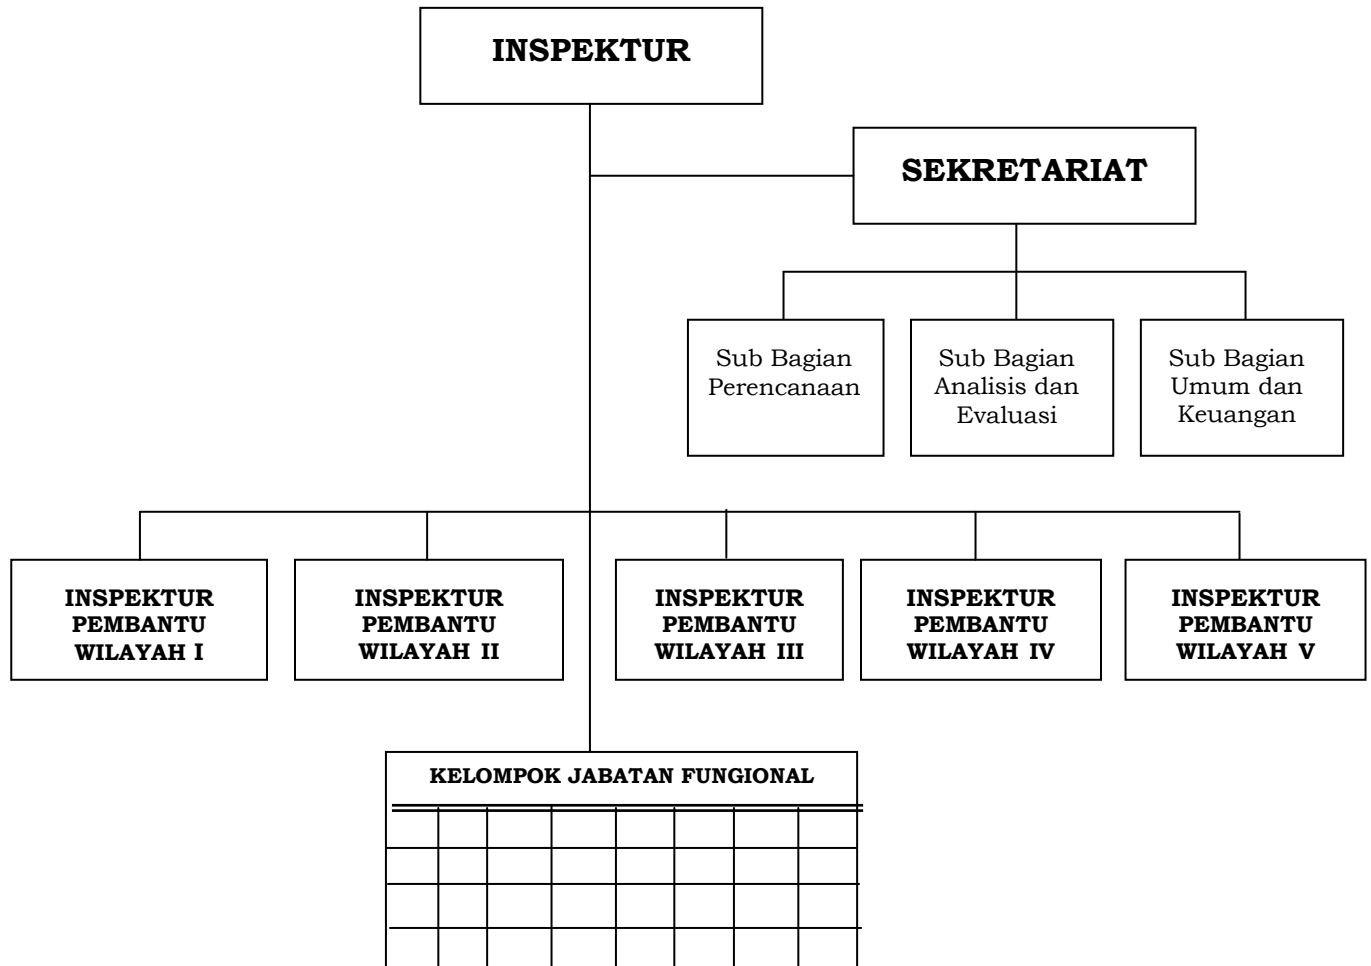 INSPEKTUR
SEKRETARIAT
Sub Bagian
Perencanaan
Sub Bagian
Analisis dan
Evaluasi
Sub Bagian
Umum dan
Keuangan
INSPEKTUR
PEMBANTU
WILAYAH I
INSPEKTUR
PEMBANTU
WILAYAH II
INSPEKTUR
PEMBANTU
WILAYAH III
INSPEKTUR
PEMBANTU
WILAYAH IV
INSPEKTUR
PEMBANTU
WILAYAH V
KELOMPOK JABATAN FUNGIONAL